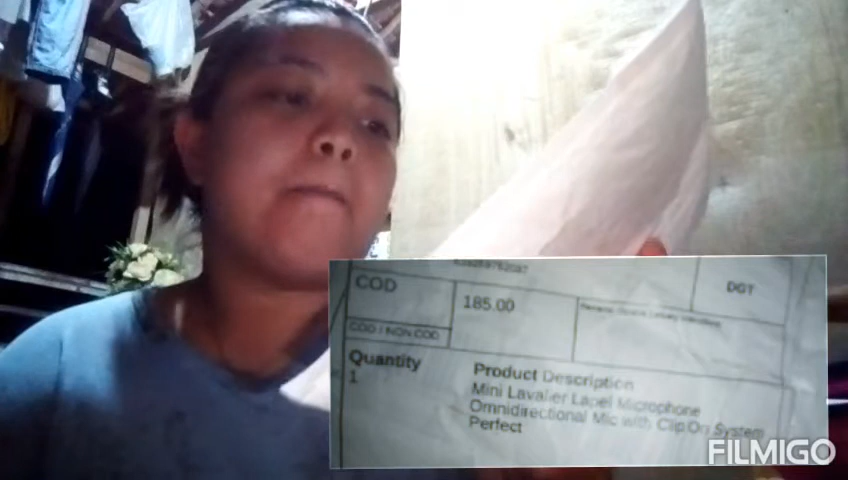 COD
185.00
DGT
COD / NON COD
Quantity
1
Product Description
Mini Lavalier Lapel Microphone
Omnidirectional Mic with Clip On System
Perfect
FILMIGO